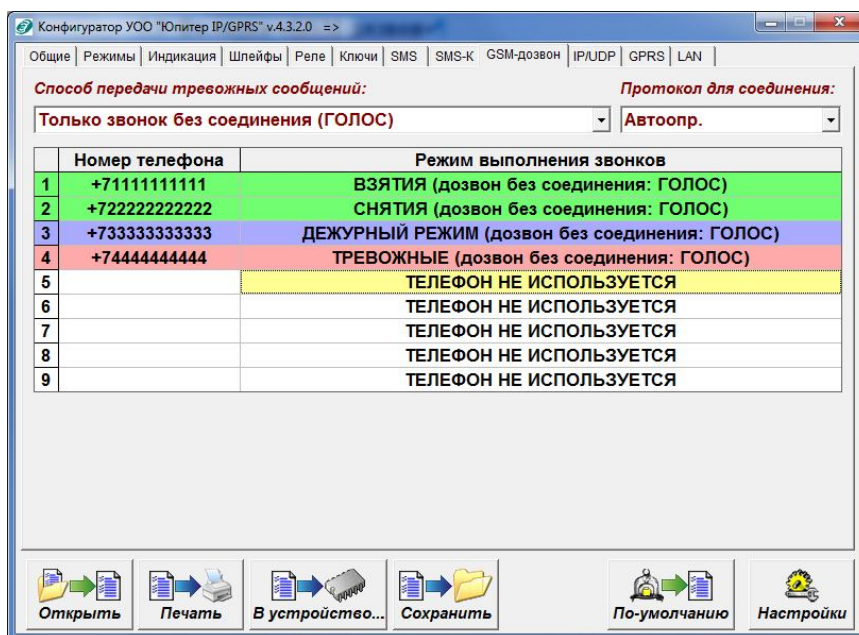 Конфигуратор УОО "Юпитер IP/GPRS" v.4.3.2.0 =>
Общие Режимы Индикация Шлейфы Реле Ключи SMS SMS-K GSM-дозвон IP/UDP GPRS LAN
Способ передачи тревожных сообщений: Протокол для соединения:
Только звонок без соединения (ГОЛОС) Автоопр.
Номер телефона Режим выполнения звонков
1 +71111111111 ВЗЯТИЯ (дозвон без соединения: ГОЛОС)
2 +722222222222 СНЯТИЯ (дозвон без соединения: ГОЛОС)
3 +733333333333 ДЕЖУРНЫЙ РЕЖИМ (дозвон без соединения: ГОЛОС)
4 +74444444444 ТРЕВОЖНЫЕ (дозвон без соединения: ГОЛОС)
5 ТЕЛЕФОН НЕ ИСПОЛЬЗУЕТСЯ
6 ТЕЛЕФОН НЕ ИСПОЛЬЗУЕТСЯ
7 ТЕЛЕФОН НЕ ИСПОЛЬЗУЕТСЯ
8 ТЕЛЕФОН НЕ ИСПОЛЬЗУЕТСЯ
9 ТЕЛЕФОН НЕ ИСПОЛЬЗУЕТСЯ
Открыть Печать В устройство... Сохранить По-умолчанию Настройки